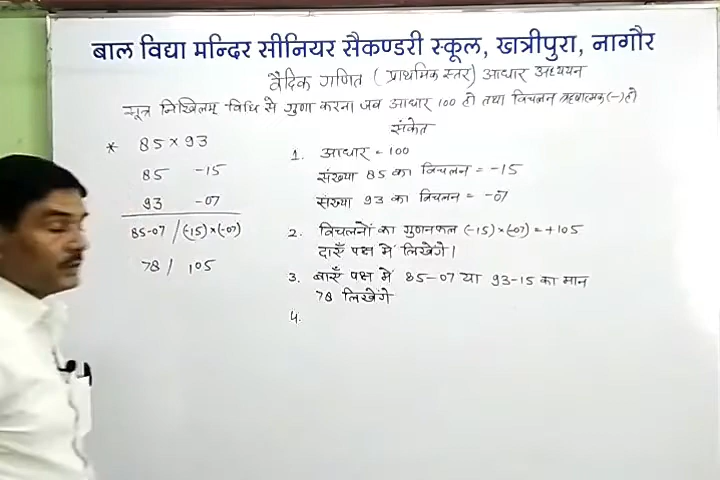 बाल विद्या मन्दिर सीनियर सैकण्डरी स्कूल, खत्रीपुरा, नागौर
वैदिक गणित ( प्राथमिक स्तर ) आधार अध्ययन
सूत्र निखिलम् विधि से गुणा करना जब आधार 100 हो तथा विचलन ऋणात्मक (-) हो
* 85 × 93
85 -15
93 -07
85-07 / (-15) × (-07)
78 / 105
संकेत
1. आधार = 100
संख्या 85 का विचलन = -15
संख्या 93 का विचलन = -07
2. विचलनों का गुणनफल (-15) × (-07) = +105
दाएँ पक्ष में लिखेंगे।
3. बाएँ पक्ष में 85-07 या 93-15 का मान
78 लिखेंगे
4.